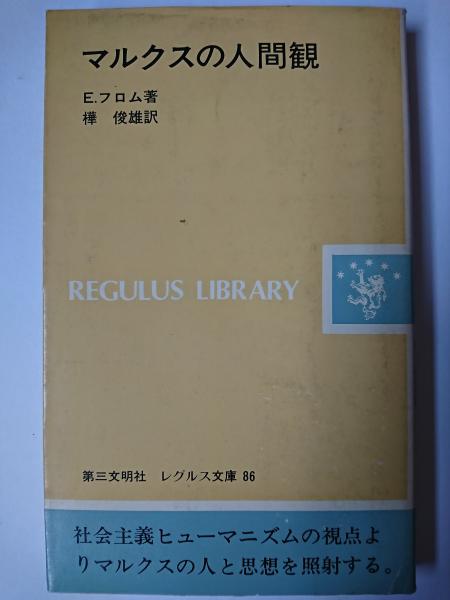 マルクスの人間観
E.フロム著
樺 俊雄訳
REGULUS LIBRARY
第三文明社 レグルス文庫 86
社会主義ヒューマニズムの視点よ
りマルクスの人と思想を照射する。